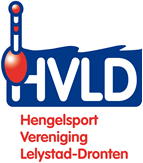 HVLD
Hengelsport
Vereniging
Lelystad-Dronten